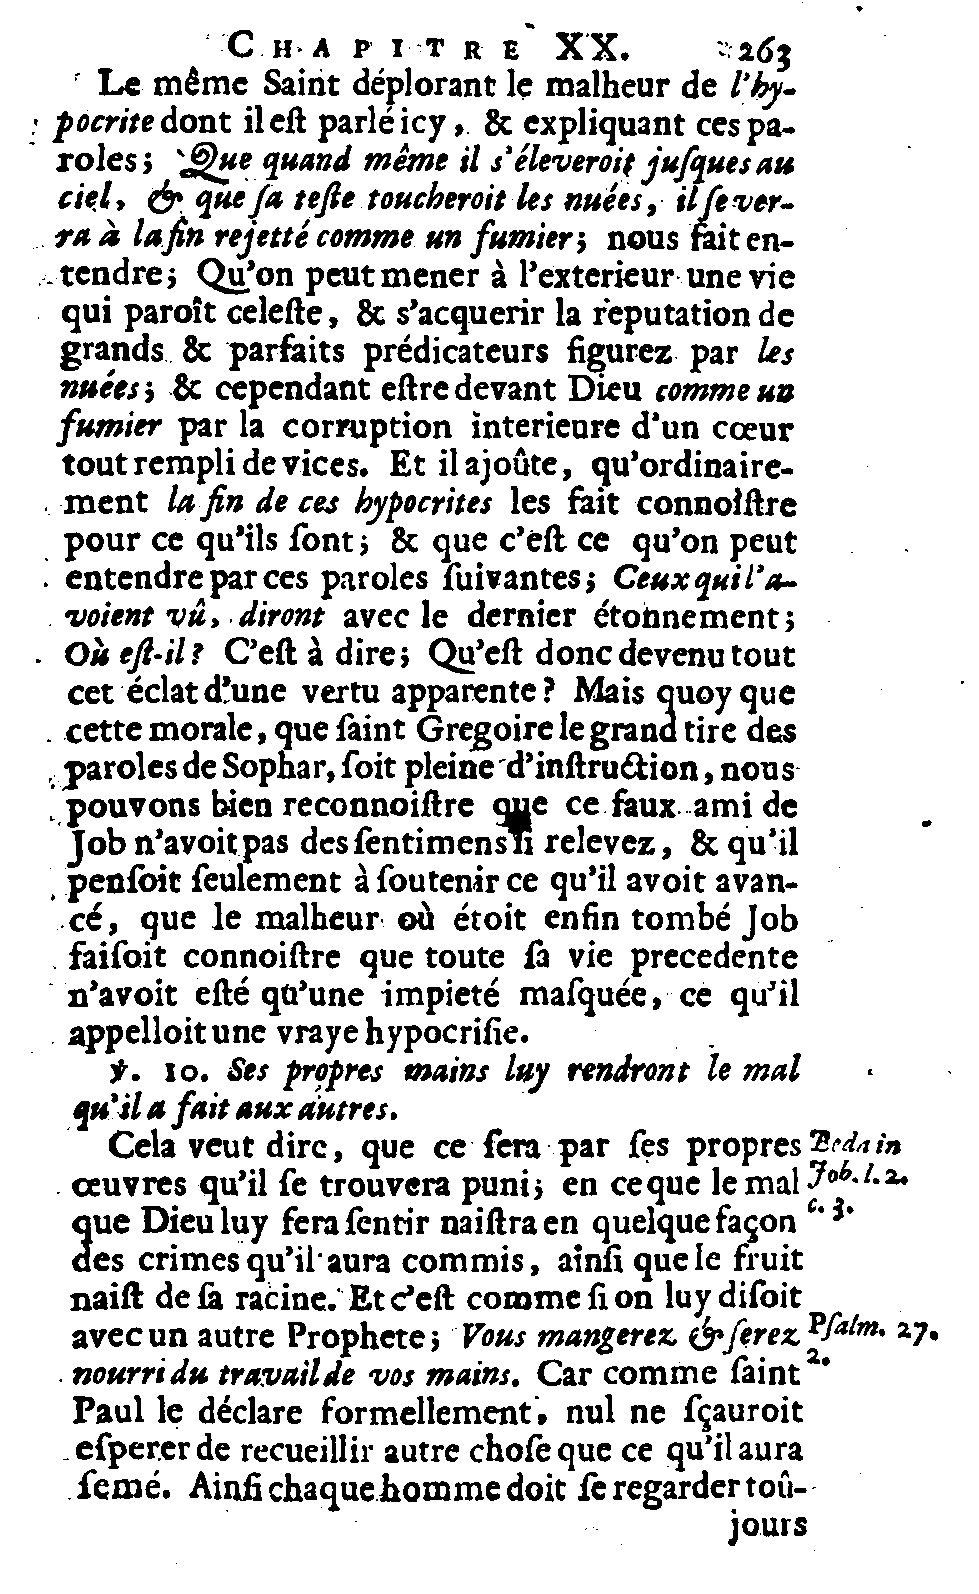 CHAPITRE XX. 263
Le même Saint déplorant le malheur de l'hy-
pocrite dont il eſt parlé icy, & expliquant ces pa-
roles; Que quand même il s'éleveroit juſques au
ciel, & que ſa teſte toucheroit les nuées, il ſe ver-
ra à la fin rejetté comme un fumier; nous fait en-
tendre; Qu'on peut mener à l'exterieur une vie
qui paroît celeſte, & s'acquerir la reputation de
grands & parfaits prédicateurs figurez par les
nuées; & cependant eſtre devant Dieu comme un
fumier par la corruption interieure d'un cœur
tout rempli de vices. Et il ajoûte, qu'ordinaire-
ment la fin de ces hypocrites les fait connoiſtre
pour ce qu'ils ſont; & que c'eſt ce qu'on peut
entendre par ces paroles ſuivantes; Ceux qui l'a-
voient vû, diront avec le dernier étonnement;
Où eſt-il? C'eſt à dire; Qu'eſt donc devenu tout
cet éclat d'une vertu apparente? Mais quoy que
cette morale, que ſaint Gregoire le grand tire des
paroles de Sophar, ſoit pleine d'inſtruction, nous
pouvons bien reconnoiſtre que ce faux ami de
Job n'avoit pas des ſentimens ſi relevez, & qu'il
penſoit ſeulement à ſoutenir ce qu'il avoit avan-
cé, que le malheur où étoit enfin tombé Job
faiſoit connoiſtre que toute ſa vie precedente
n'avoit eſté qu'une impieté maſquée, ce qu'il
appelloit une vraye hypocriſie.
℣. 10. Ses propres mains luy rendront le mal
qu'il a fait aux autres.
Cela veut dire, que ce ſera par ſes propres
œuvres qu'il ſe trouvera puni; en ce que le mal
que Dieu luy fera ſentir naiſtra en quelque façon
des crimes qu'il aura commis, ainſi que le fruit
naiſt de ſa racine. Et c'eſt comme ſi on luy diſoit
avec un autre Prophete; Vous mangerez & ſerez
nourri du travail de vos mains. Car comme ſaint
Paul le déclare formellement, nul ne ſçauroit
eſperer de recueillir autre choſe que ce qu'il aura
ſemé. Ainſi chaque homme doit ſe regarder toû-
jours
Beda in
Job. l. 2.
c. 3.
Pſalm. 27.
2.